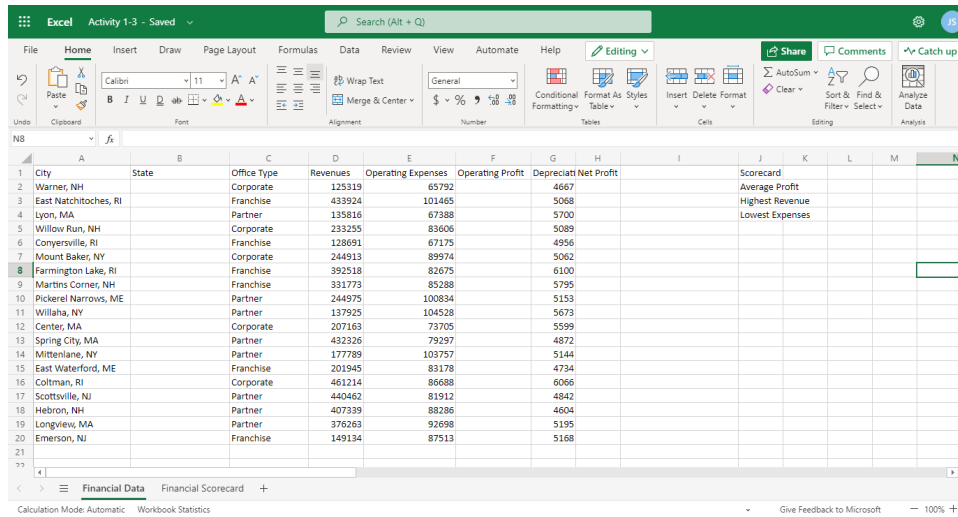 Excel Activity 1-3 - Saved Search (Alt + Q) JS
File Home Insert Draw Page Layout Formulas Data Review View Automate Help Editing Share Comments Catch up
Paste Calibri 11 A^ A˅ Wrap Text General Conditional Formatting Format As Table Styles Insert Delete Format AutoSum Sort & Filter Find & Select Analyze Data
B I U D ab A Merge & Center $ % 9 .00 Clear
Undo Clipboard Font Alignment Number Tables Cells Editing Analysis
N8 fx
A B C D E F G H I J K L M N
1 City State Office Type Revenues Operating Expenses Operating Profit Depreciati Net Profit Scorecard
2 Warner, NH Corporate 125319 65792 4667 Average Profit
3 East Natchitoches, RI Franchise 433924 101465 5068 Highest Revenue
4 Lyon, MA Partner 135816 67388 5700 Lowest Expenses
5 Willow Run, NH Corporate 233255 83606 5089
6 Conyersville, RI Franchise 128691 67175 4956
7 Mount Baker, NY Corporate 244913 89974 5062
8 Farmington Lake, RI Franchise 392518 82675 6100
9 Martins Corner, NH Franchise 331773 85288 5795
10 Pickerel Narrows, ME Partner 244975 100834 5153
11 Willaha, NY Partner 137925 104528 5673
12 Center, MA Corporate 207163 73705 5599
13 Spring City, MA Partner 432326 79297 4872
14 Mittenlane, NY Partner 177789 103757 5144
15 East Waterford, ME Franchise 201945 83178 4734
16 Coltman, RI Corporate 461214 86688 6066
17 Scottsville, NJ Partner 440462 81912 4842
18 Hebron, NH Partner 407339 88286 4604
19 Longview, MA Partner 376263 92698 5195
20 Emerson, NJ Franchise 149134 87513 5168
21
22
Financial Data Financial Scorecard +
Calculation Mode: Automatic Workbook Statistics Give Feedback to Microsoft − 100% +